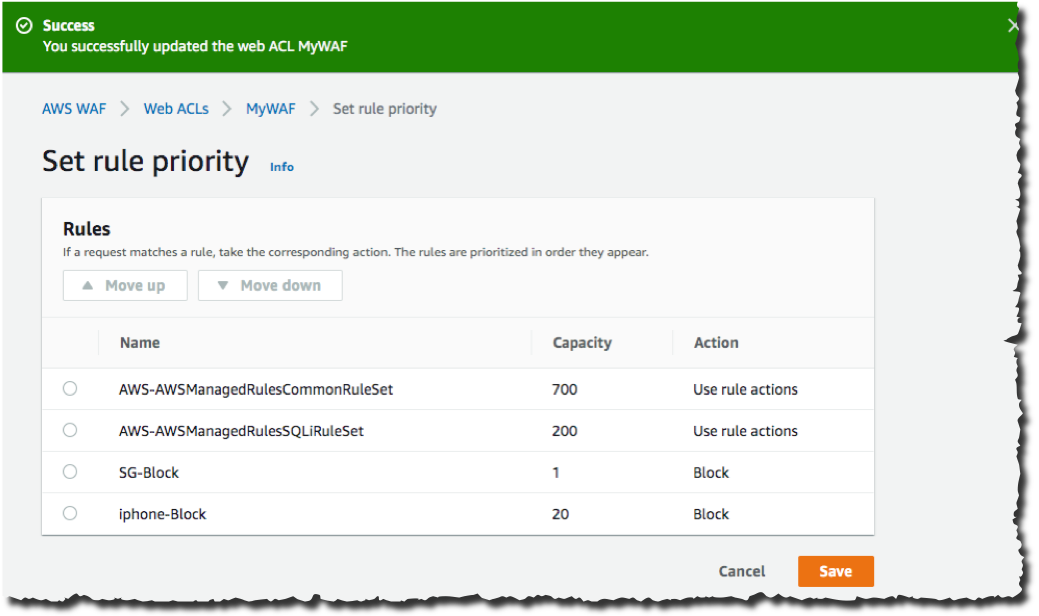 Success
You successfully updated the web ACL MyWAF
AWS WAF > Web ACLs > MyWAF > Set rule priority
Set rule priority Info
Rules
If a request matches a rule, take the corresponding action. The rules are prioritized in order they appear.
▲ Move up ▼ Move down
Name Capacity Action
AWS-AWSManagedRulesCommonRuleSet 700 Use rule actions
AWS-AWSManagedRulesSQLiRuleSet 200 Use rule actions
SG-Block 1 Block
iphone-Block 20 Block
Cancel Save